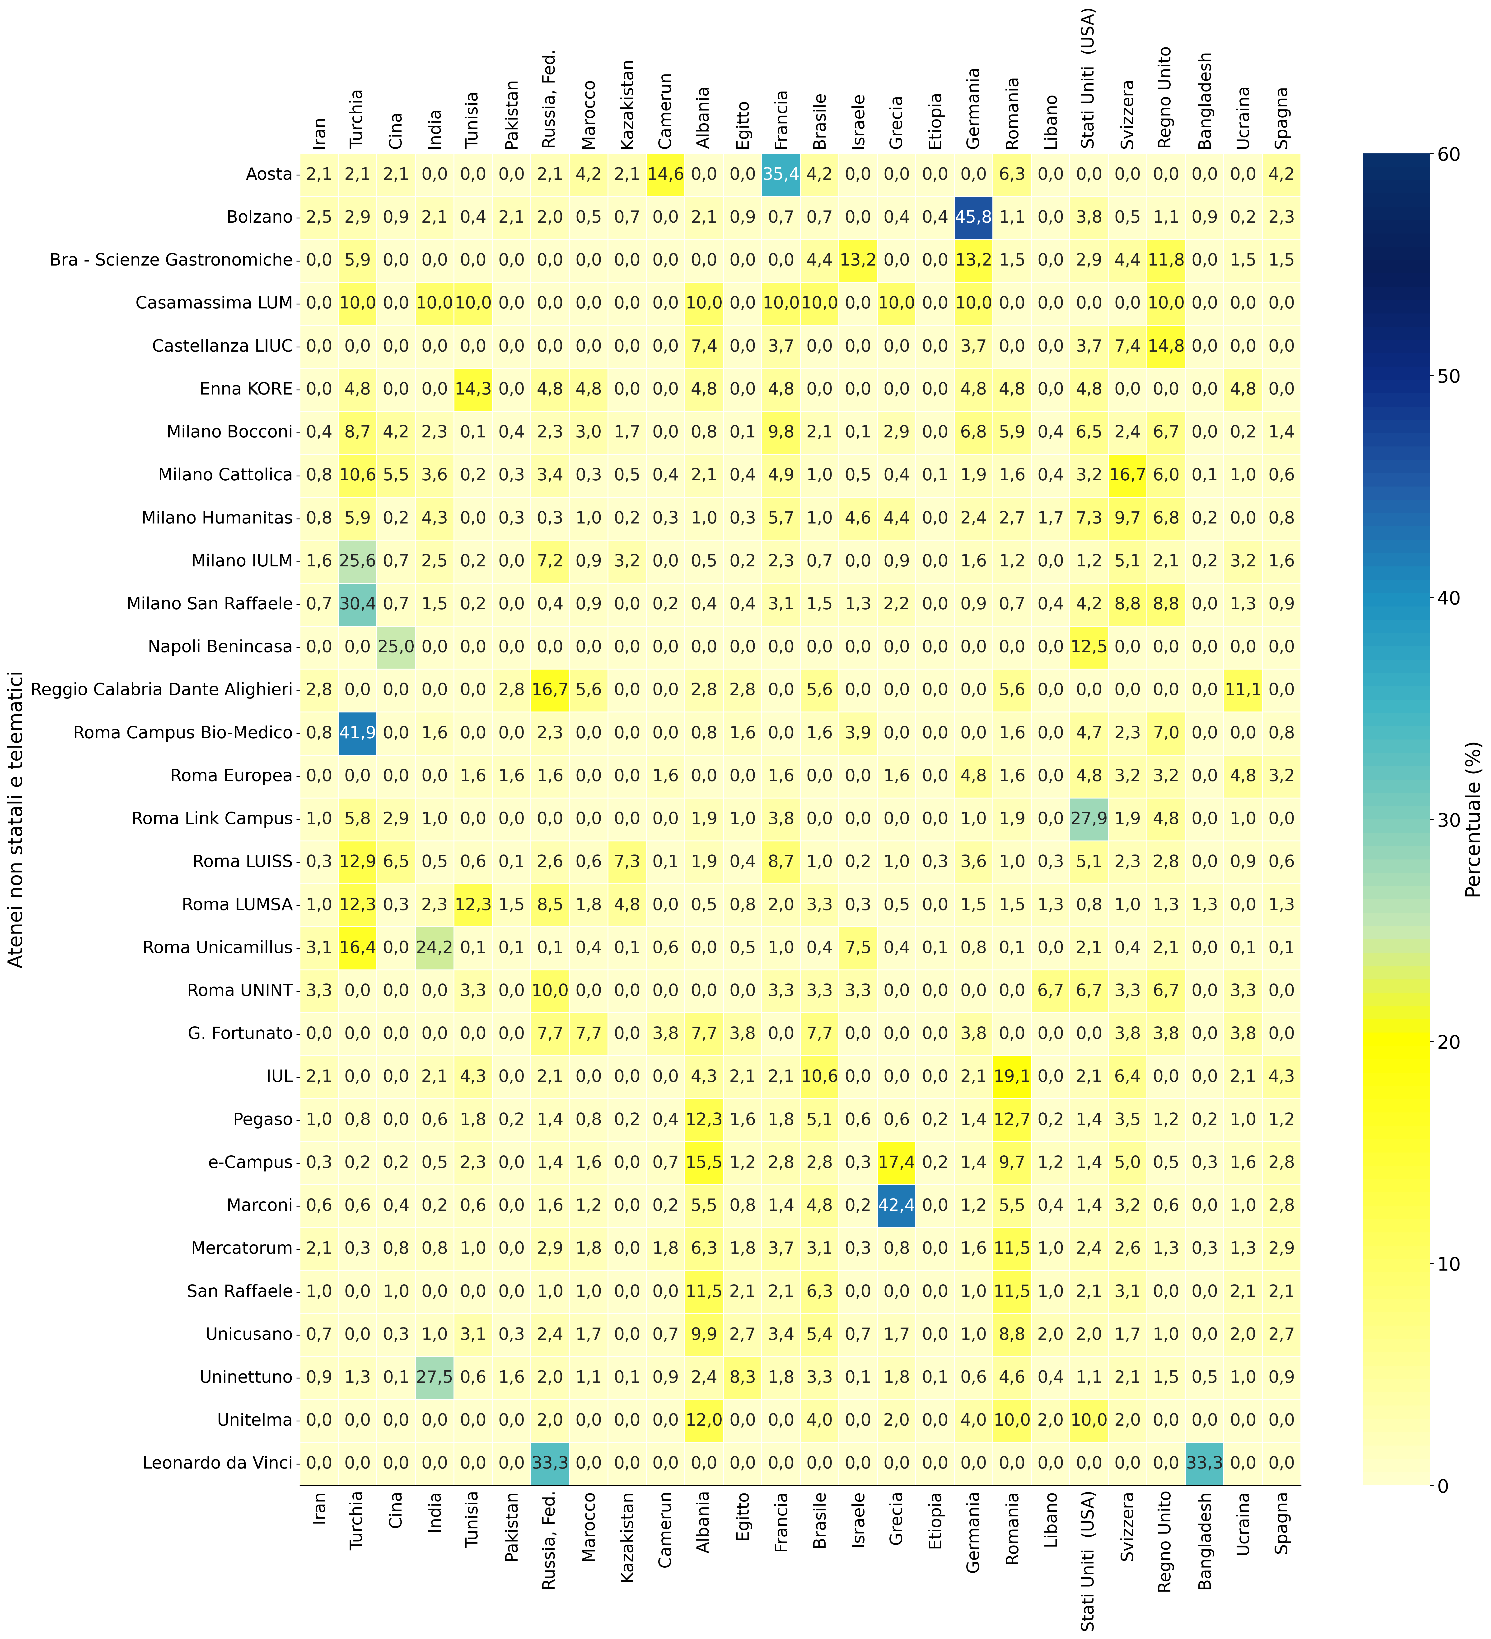 Iran Turchia Cina India Tunisia Pakistan Russia, Fed. Marocco Kazakistan Camerun Albania Egitto Francia Brasile Israele Grecia Etiopia Germania Romania Libano Stati Uniti (USA) Svizzera Regno Unito Bangladesh Ucraina Spagna
Aosta 2,1 2,1 2,1 0,0 0,0 0,0 2,1 4,2 2,1 14,6 0,0 0,0 35,4 4,2 0,0 0,0 0,0 0,0 6,3 0,0 0,0 0,0 0,0 0,0 0,0 4,2
Bolzano 2,5 2,9 0,9 2,1 0,4 2,1 2,0 0,5 0,7 0,0 2,1 0,9 0,7 0,7 0,0 0,4 0,4 45,8 1,1 0,0 3,8 0,5 1,1 0,9 0,2 2,3
Bra - Scienze Gastronomiche 0,0 5,9 0,0 0,0 0,0 0,0 0,0 0,0 0,0 0,0 0,0 0,0 0,0 4,4 13,2 0,0 0,0 13,2 1,5 0,0 2,9 4,4 11,8 0,0 1,5 1,5
Casamassima LUM 0,0 10,0 0,0 10,0 10,0 0,0 0,0 0,0 0,0 0,0 10,0 0,0 10,0 10,0 0,0 10,0 0,0 10,0 0,0 0,0 0,0 0,0 10,0 0,0 0,0 0,0
Castellanza LIUC 0,0 0,0 0,0 0,0 0,0 0,0 0,0 0,0 0,0 0,0 7,4 0,0 3,7 0,0 0,0 0,0 0,0 3,7 0,0 0,0 3,7 7,4 14,8 0,0 0,0 0,0
Enna KORE 0,0 4,8 0,0 0,0 14,3 0,0 4,8 4,8 0,0 0,0 4,8 0,0 4,8 0,0 0,0 0,0 0,0 4,8 4,8 0,0 4,8 0,0 0,0 0,0 4,8 0,0
Milano Bocconi 0,4 8,7 4,2 2,3 0,1 0,4 2,3 3,0 1,7 0,0 0,8 0,1 9,8 2,1 0,1 2,9 0,0 6,8 5,9 0,4 6,5 2,4 6,7 0,0 0,2 1,4
Milano Cattolica 0,8 10,6 5,5 3,6 0,2 0,3 3,4 0,3 0,5 0,4 2,1 0,4 4,9 1,0 0,5 0,4 0,1 1,9 1,6 0,4 3,2 16,7 6,0 0,1 1,0 0,6
Milano Humanitas 0,8 5,9 0,2 4,3 0,0 0,3 0,3 1,0 0,2 0,3 1,0 0,3 5,7 1,0 4,6 4,4 0,0 2,4 2,7 1,7 7,3 9,7 6,8 0,2 0,0 0,8
Milano IULM 1,6 25,6 0,7 2,5 0,2 0,0 7,2 0,9 3,2 0,0 0,5 0,2 2,3 0,7 0,0 0,9 0,0 1,6 1,2 0,0 1,2 5,1 2,1 0,2 3,2 1,6
Milano San Raffaele 0,7 30,4 0,7 1,5 0,2 0,0 0,4 0,9 0,0 0,2 0,4 0,4 3,1 1,5 1,3 2,2 0,0 0,9 0,7 0,4 4,2 8,8 8,8 0,0 1,3 0,9
Napoli Benincasa 0,0 0,0 25,0 0,0 0,0 0,0 0,0 0,0 0,0 0,0 0,0 0,0 0,0 0,0 0,0 0,0 0,0 0,0 0,0 0,0 12,5 0,0 0,0 0,0 0,0 0,0
Reggio Calabria Dante Alighieri 2,8 0,0 0,0 0,0 0,0 2,8 16,7 5,6 0,0 0,0 2,8 2,8 0,0 5,6 0,0 0,0 0,0 0,0 5,6 0,0 0,0 0,0 0,0 0,0 11,1 0,0
Roma Campus Bio-Medico 0,8 41,9 0,0 1,6 0,0 0,0 2,3 0,0 0,0 0,0 0,8 1,6 0,0 1,6 3,9 0,0 0,0 0,0 1,6 0,0 4,7 2,3 7,0 0,0 0,0 0,8
Roma Europea 0,0 0,0 0,0 0,0 1,6 1,6 1,6 0,0 0,0 1,6 0,0 0,0 1,6 0,0 0,0 1,6 0,0 4,8 1,6 0,0 4,8 3,2 3,2 0,0 4,8 3,2
Roma Link Campus 1,0 5,8 2,9 1,0 0,0 0,0 0,0 0,0 0,0 0,0 1,9 1,0 3,8 0,0 0,0 0,0 0,0 1,0 1,9 0,0 27,9 1,9 4,8 0,0 1,0 0,0
Roma LUISS 0,3 12,9 6,5 0,5 0,6 0,1 2,6 0,6 7,3 0,1 1,9 0,4 8,7 1,0 0,2 1,0 0,3 3,6 1,0 0,3 5,1 2,3 2,8 0,0 0,9 0,6
Roma LUMSA 1,0 12,3 0,3 2,3 12,3 1,5 8,5 1,8 4,8 0,0 0,5 0,8 2,0 3,3 0,3 0,5 0,0 1,5 1,5 1,3 0,8 1,0 1,3 1,3 0,0 1,3
Roma Unicamillus 3,1 16,4 0,0 24,2 0,1 0,1 0,1 0,4 0,1 0,6 0,0 0,5 1,0 0,4 7,5 0,4 0,1 0,8 0,1 0,0 2,1 0,4 2,1 0,0 0,1 0,1
Roma UNINT 3,3 0,0 0,0 0,0 3,3 0,0 10,0 0,0 0,0 0,0 0,0 0,0 3,3 3,3 3,3 0,0 0,0 0,0 0,0 6,7 6,7 3,3 6,7 0,0 3,3 0,0
G. Fortunato 0,0 0,0 0,0 0,0 0,0 0,0 7,7 7,7 0,0 3,8 7,7 3,8 0,0 7,7 0,0 0,0 0,0 3,8 0,0 0,0 0,0 3,8 3,8 0,0 3,8 0,0
IUL 2,1 0,0 0,0 2,1 4,3 0,0 2,1 0,0 0,0 0,0 4,3 2,1 2,1 10,6 0,0 0,0 0,0 2,1 19,1 0,0 2,1 6,4 0,0 0,0 2,1 4,3
Pegaso 1,0 0,8 0,0 0,6 1,8 0,2 1,4 0,8 0,2 0,4 12,3 1,6 1,8 5,1 0,6 0,6 0,2 1,4 12,7 0,2 1,4 3,5 1,2 0,2 1,0 1,2
e-Campus 0,3 0,2 0,2 0,5 2,3 0,0 1,4 1,6 0,0 0,7 15,5 1,2 2,8 2,8 0,3 17,4 0,2 1,4 9,7 1,2 1,4 5,0 0,5 0,3 1,6 2,8
Marconi 0,6 0,6 0,4 0,2 0,6 0,0 1,6 1,2 0,0 0,2 5,5 0,8 1,4 4,8 0,2 42,4 0,0 1,2 5,5 0,4 1,4 3,2 0,6 0,0 1,0 2,8
Mercatorum 2,1 0,3 0,8 0,8 1,0 0,0 2,9 1,8 0,0 1,8 6,3 1,8 3,7 3,1 0,3 0,8 0,0 1,6 11,5 1,0 2,4 2,6 1,3 0,3 1,3 2,9
San Raffaele 1,0 0,0 1,0 0,0 0,0 0,0 1,0 1,0 0,0 0,0 11,5 2,1 2,1 6,3 0,0 0,0 0,0 1,0 11,5 1,0 2,1 3,1 0,0 0,0 2,1 2,1
Unicusano 0,7 0,0 0,3 1,0 3,1 0,3 2,4 1,7 0,0 0,7 9,9 2,7 3,4 5,4 0,7 1,7 0,0 1,0 8,8 2,0 2,0 1,7 1,0 0,0 2,0 2,7
Uninettuno 0,9 1,3 0,1 27,5 0,6 1,6 2,0 1,1 0,1 0,9 2,4 8,3 1,8 3,3 0,1 1,8 0,1 0,6 4,6 0,4 1,1 2,1 1,5 0,5 1,0 0,9
Unitelma 0,0 0,0 0,0 0,0 0,0 0,0 2,0 0,0 0,0 0,0 12,0 0,0 0,0 4,0 0,0 2,0 0,0 4,0 10,0 2,0 10,0 2,0 0,0 0,0 0,0 0,0
Leonardo da Vinci 0,0 0,0 0,0 0,0 0,0 0,0 33,3 0,0 0,0 0,0 0,0 0,0 0,0 0,0 0,0 0,0 0,0 0,0 0,0 0,0 0,0 0,0 0,0 33,3 0,0 0,0
Iran Turchia Cina India Tunisia Pakistan Russia, Fed. Marocco Kazakistan Camerun Albania Egitto Francia Brasile Israele Grecia Etiopia Germania Romania Libano Stati Uniti (USA) Svizzera Regno Unito Bangladesh Ucraina Spagna
Atenei non statali e telematici
60
50
40
30
20
10
0
Percentuale (%)